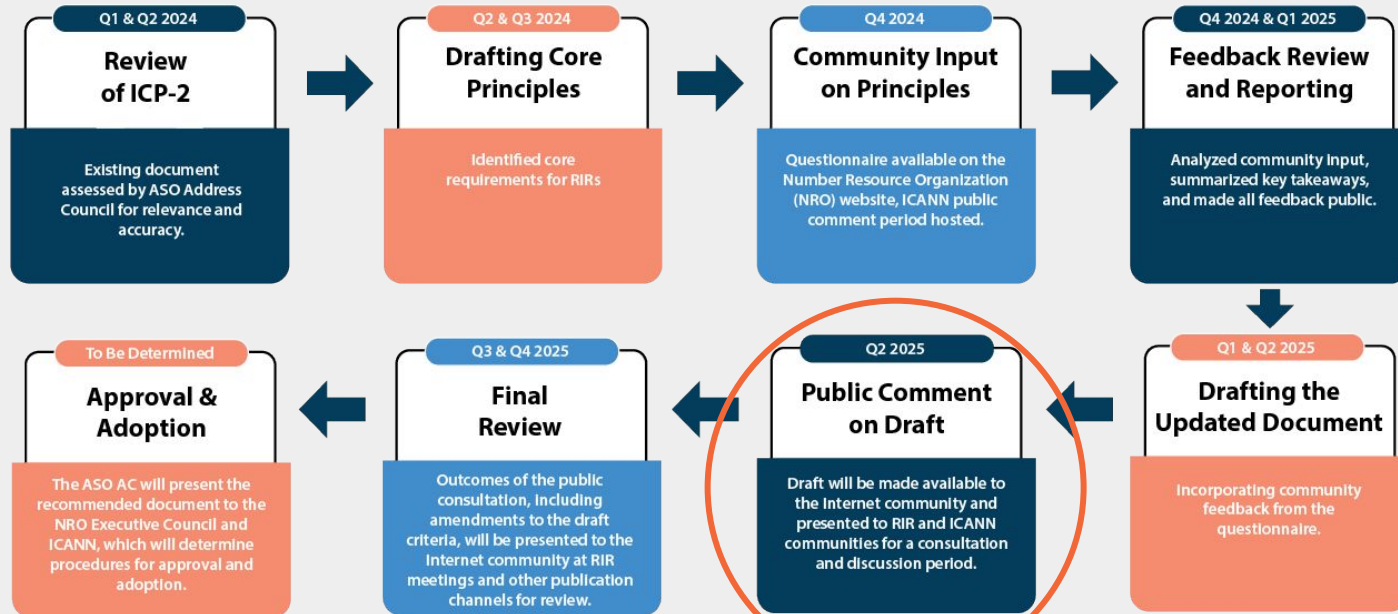 Q1 & Q2 2024
Review
of ICP-2
Existing document
assessed by ASO Address
Council for relevance and
accuracy.
Q2 & Q3 2024
Drafting Core
Principles
Identified core
requirements for RIRs
Q4 2024
Community Input
on Principles
Questionnaire available on the
Number Resource Organization
(NRO) website, ICANN public
comment period hosted.
Q4 2024 & Q1 2025
Feedback Review
and Reporting
Analyzed community input,
summarized key takeaways,
and made all feedback public.
Q1 & Q2 2025
Drafting the
Updated Document
Incorporating community
feedback from the
questionnaire.
Q2 2025
Public Comment
on Draft
Draft will be made available to
the Internet community and
presented to RIR and ICANN
communities for a consultation
and discussion period.
Q3 & Q4 2025
Final
Review
Outcomes of the public
consultation, including
amendments to the draft
criteria, will be presented to the
Internet community at RIR
meetings and other publication
channels for review.
To Be Determined
Approval &
Adoption
The ASO AC will present the
recommended document to the
NRO Executive Council and
ICANN, which will determine
procedures for approval and
adoption.